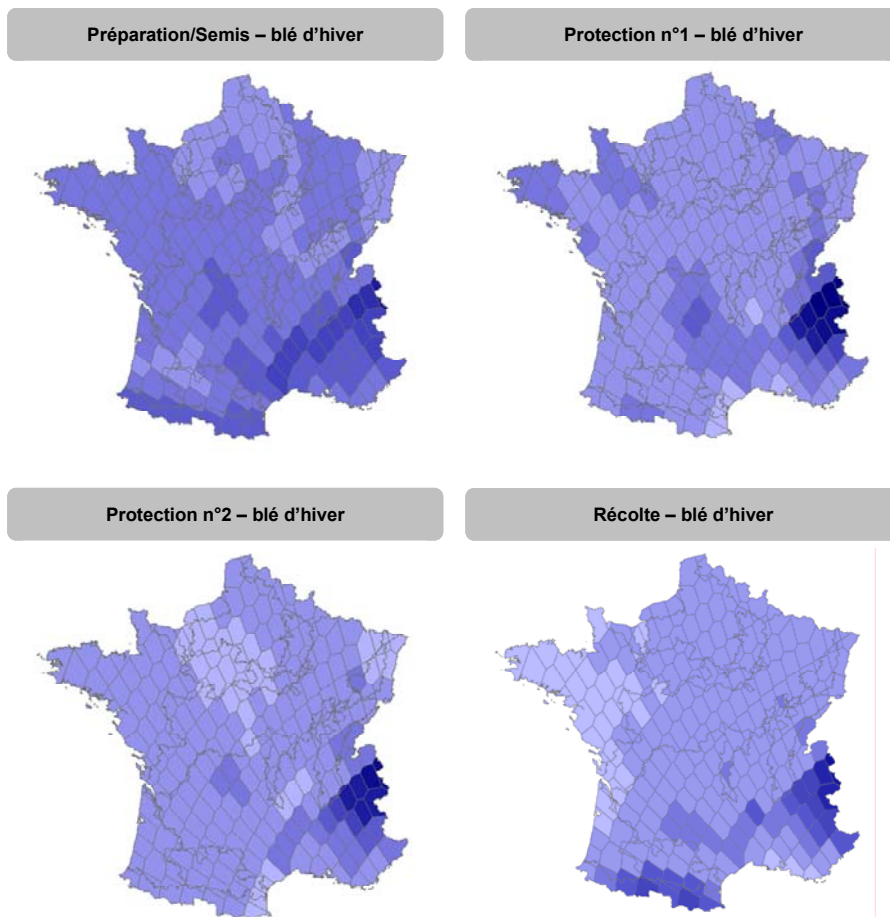 Préparation/Semis – blé d’hiver
Protection n°1 – blé d’hiver
Protection n°2 – blé d’hiver
Récolte – blé d’hiver